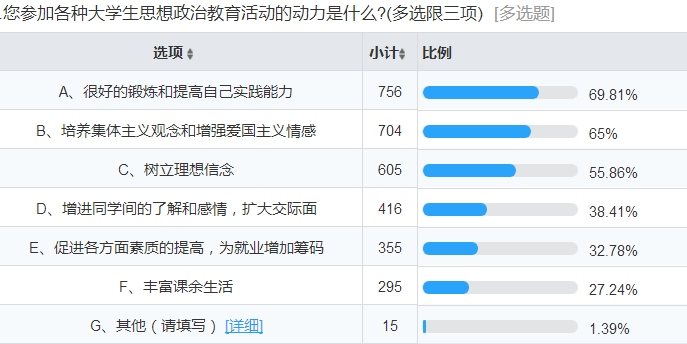 .您参加各种大学生思想政治教育活动的动力是什么?(多选限三项) [多选题]
选项 小计 比例
A、很好的锻炼和提高自己实践能力 756 69.81%
B、培养集体主义观念和增强爱国主义情感 704 65%
C、树立理想信念 605 55.86%
D、增进同学间的了解和感情，扩大交际面 416 38.41%
E、促进各方面素质的提高，为就业增加筹码 355 32.78%
F、丰富课余生活 295 27.24%
G、其他（请填写） [详细] 15 1.39%